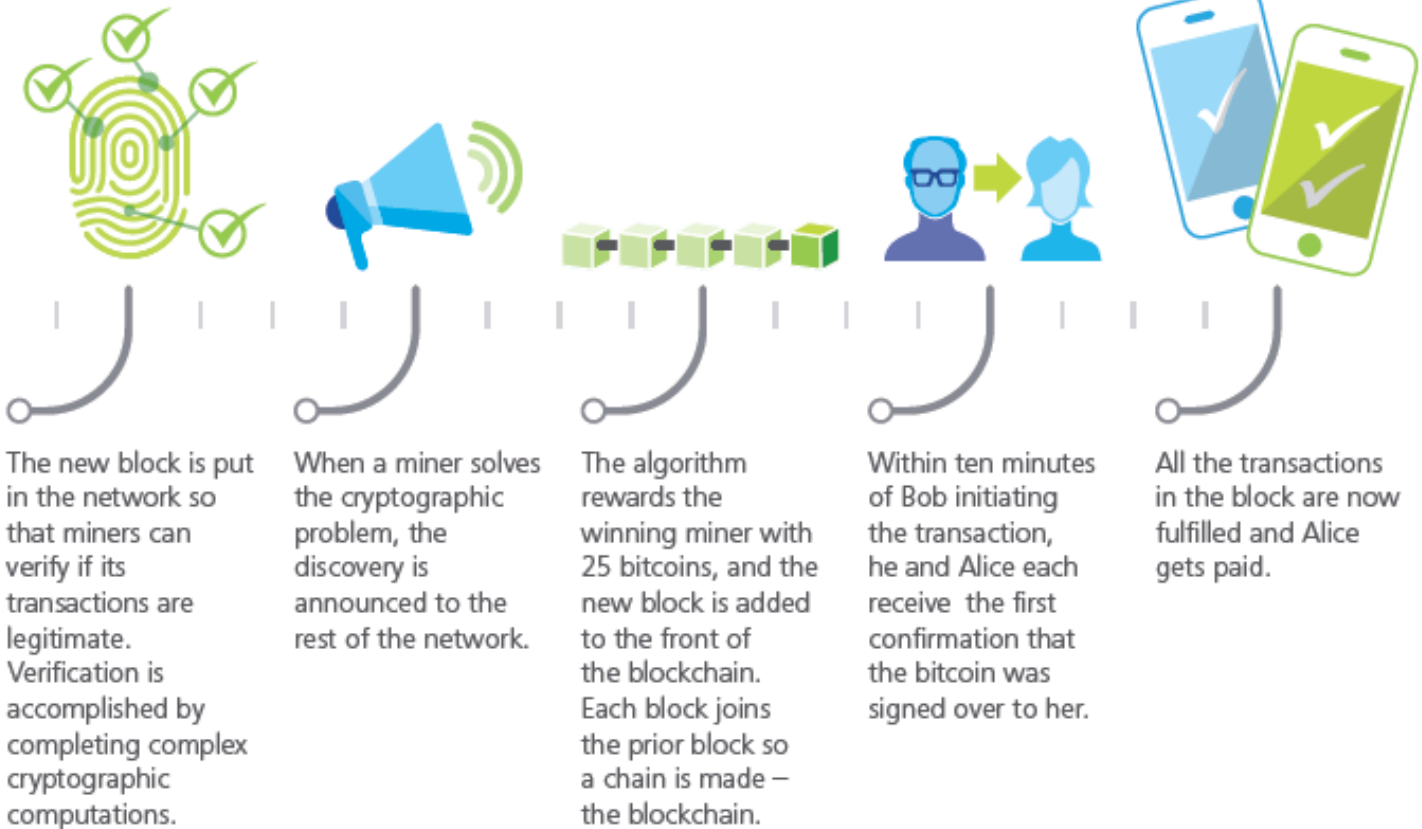 The new block is put
in the network so
that miners can
verify if its
transactions are
legitimate.
Verification is
accomplished by
completing complex
cryptographic
computations.
When a miner solves
the cryptographic
problem, the
discovery is
announced to the
rest of the network.
The algorithm
rewards the
winning miner with
25 bitcoins, and the
new block is added
to the front of
the blockchain.
Each block joins
the prior block so
a chain is made –
the blockchain.
Within ten minutes
of Bob initiating
the transaction,
he and Alice each
receive the first
confirmation that
the bitcoin was
signed over to her.
All the transactions
in the block are now
fulfilled and Alice
gets paid.